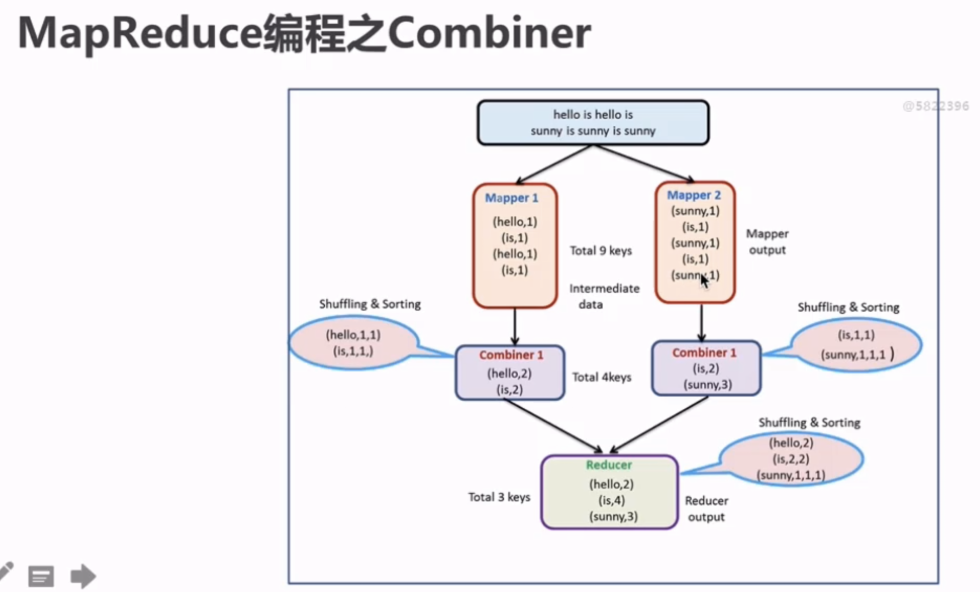 MapReduce编程之Combiner
@5822396
hello is hello is
sunny is sunny is sunny
Mapper 1
(hello,1)
(is,1)
(hello,1)
(is,1)
Total 9 keys
Intermediate
data
Mapper 2
(sunny,1)
(is,1)
(sunny,1)
(is,1)
(sunny,1)
Mapper
output
Shuffling & Sorting
(hello,1,1)
(is,1,1,)
Combiner 1
(hello,2)
(is,2)
Total 4keys
Combiner 1
(is,2)
(sunny,3)
Shuffling & Sorting
(is,1,1)
(sunny,1,1,1 )
Shuffling & Sorting
(hello,2)
(is,2,2)
(sunny,1,1,1)
Total 3 keys
Reducer
(hello,2)
(is,4)
(sunny,3)
Reducer
output